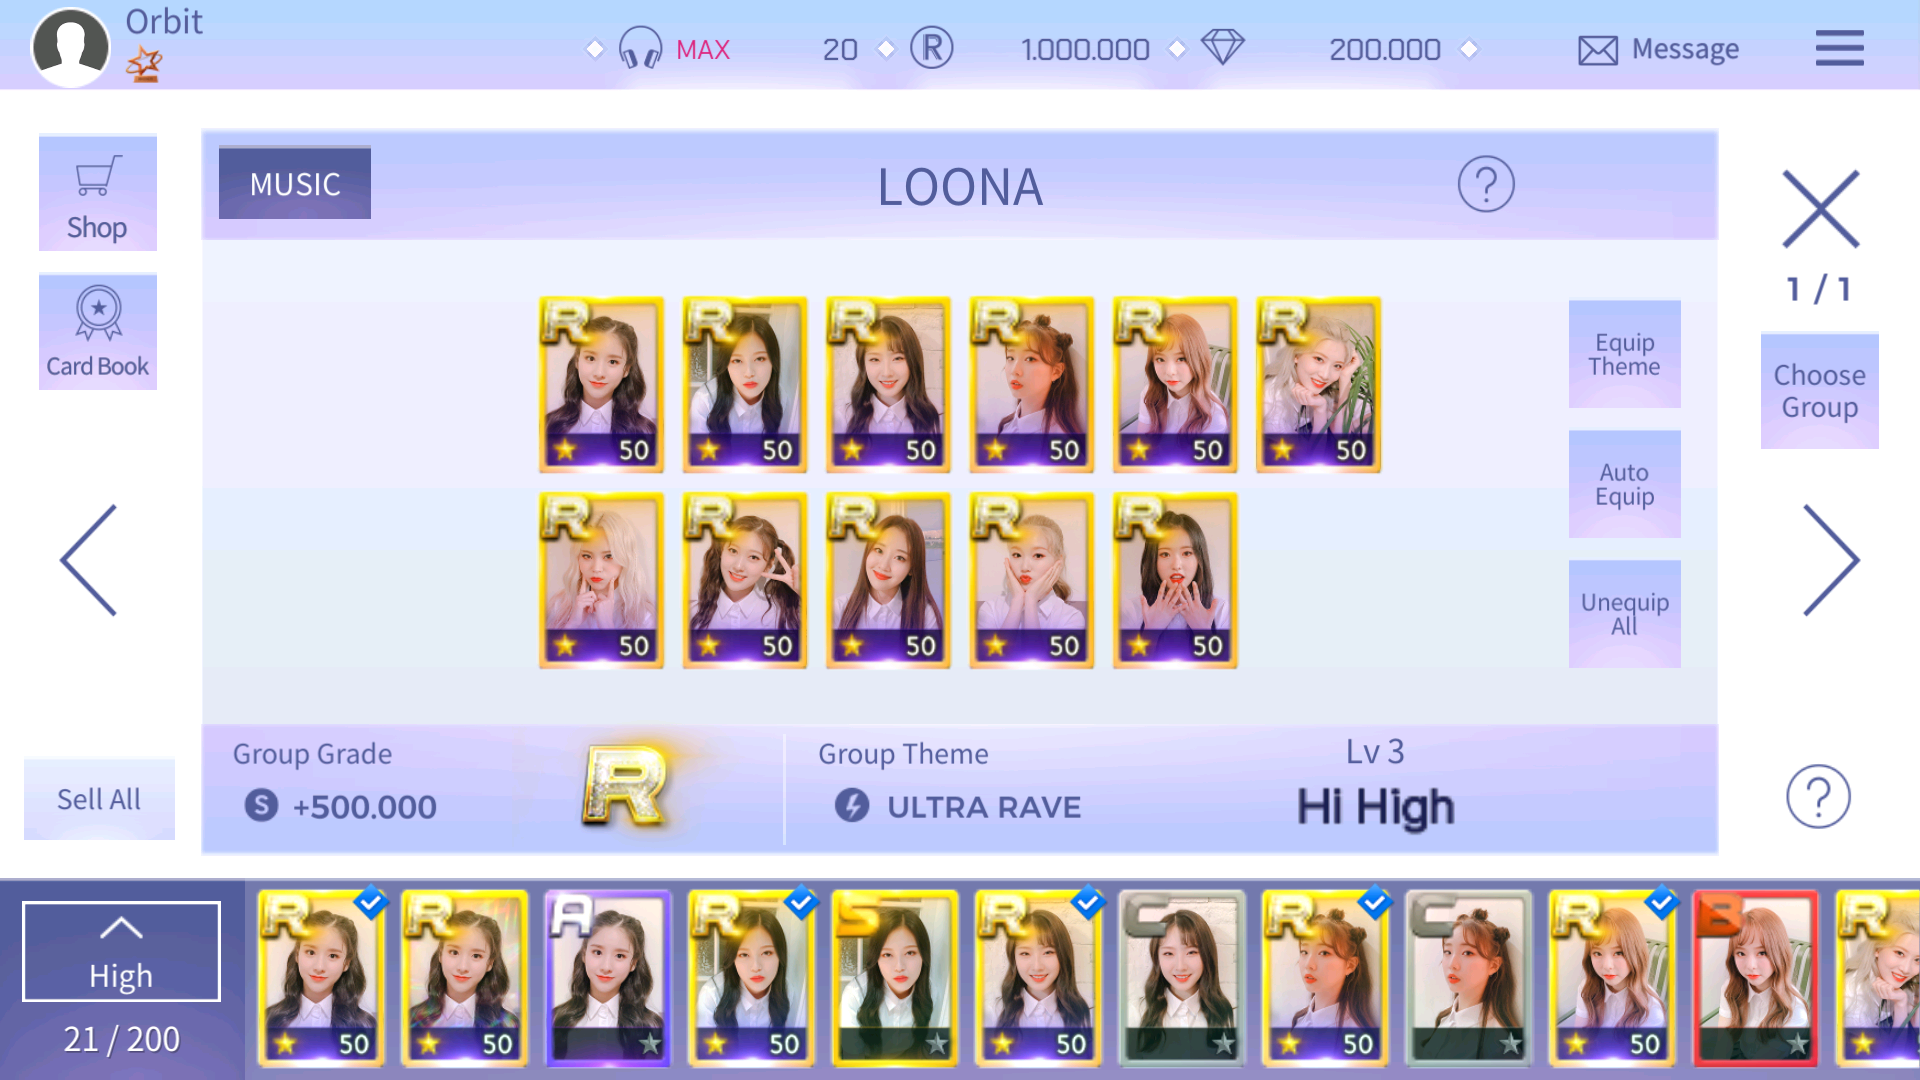 Orbit
MAX
20
R
1.000.000
200.000
Message
Shop
MUSIC
LOONA
?
1 / 1
Card Book
Choose
Group
R R R R R R
50 50 50 50 50 50
Equip
Theme
Auto
Equip
R R R R R
50 50 50 50 50
Unequip
All
Sell All
Group Grade
S +500.000
R
Group Theme
ULTRA RAVE
Lv 3
Hi High
?
High
21 / 200
R R A R S R C R C R B R
50 50 50 50 50 50